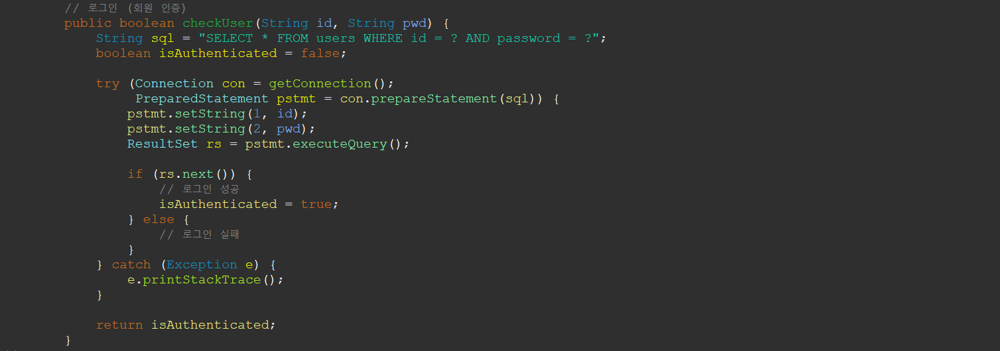 // 로그인 (회원 인증)
public boolean checkUser(String id, String pwd) {
String sql = "SELECT * FROM users WHERE id = ? AND password = ?";
boolean isAuthenticated = false;
try (Connection con = getConnection();
PreparedStatement pstmt = con.prepareStatement(sql)) {
pstmt.setString(1, id);
pstmt.setString(2, pwd);
ResultSet rs = pstmt.executeQuery();
if (rs.next()) {
// 로그인 성공
isAuthenticated = true;
} else {
// 로그인 실패
}
} catch (Exception e) {
e.printStackTrace();
}
return isAuthenticated;
}